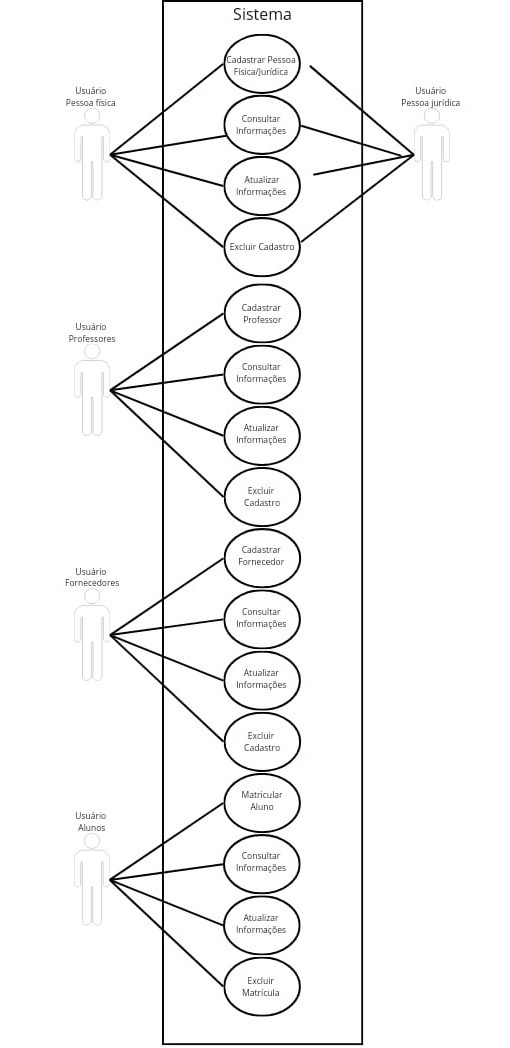 Sistema
Usuário
Pessoa física
Usuário
Pessoa jurídica
Cadastrar Pessoa
Física/Jurídica
Consultar
Informações
Atualizar
Informações
Excluir Cadastro
Usuário
Professores
Cadastrar
Professor
Consultar
Informações
Atualizar
Informações
Excluir
Cadastro
Usuário
Fornecedores
Cadastrar
Fornecedor
Consultar
Informações
Atualizar
Informações
Excluir
Cadastro
Usuário
Alunos
Matricular
Aluno
Consultar
Informações
Atualizar
Informações
Excluir
Matrícula